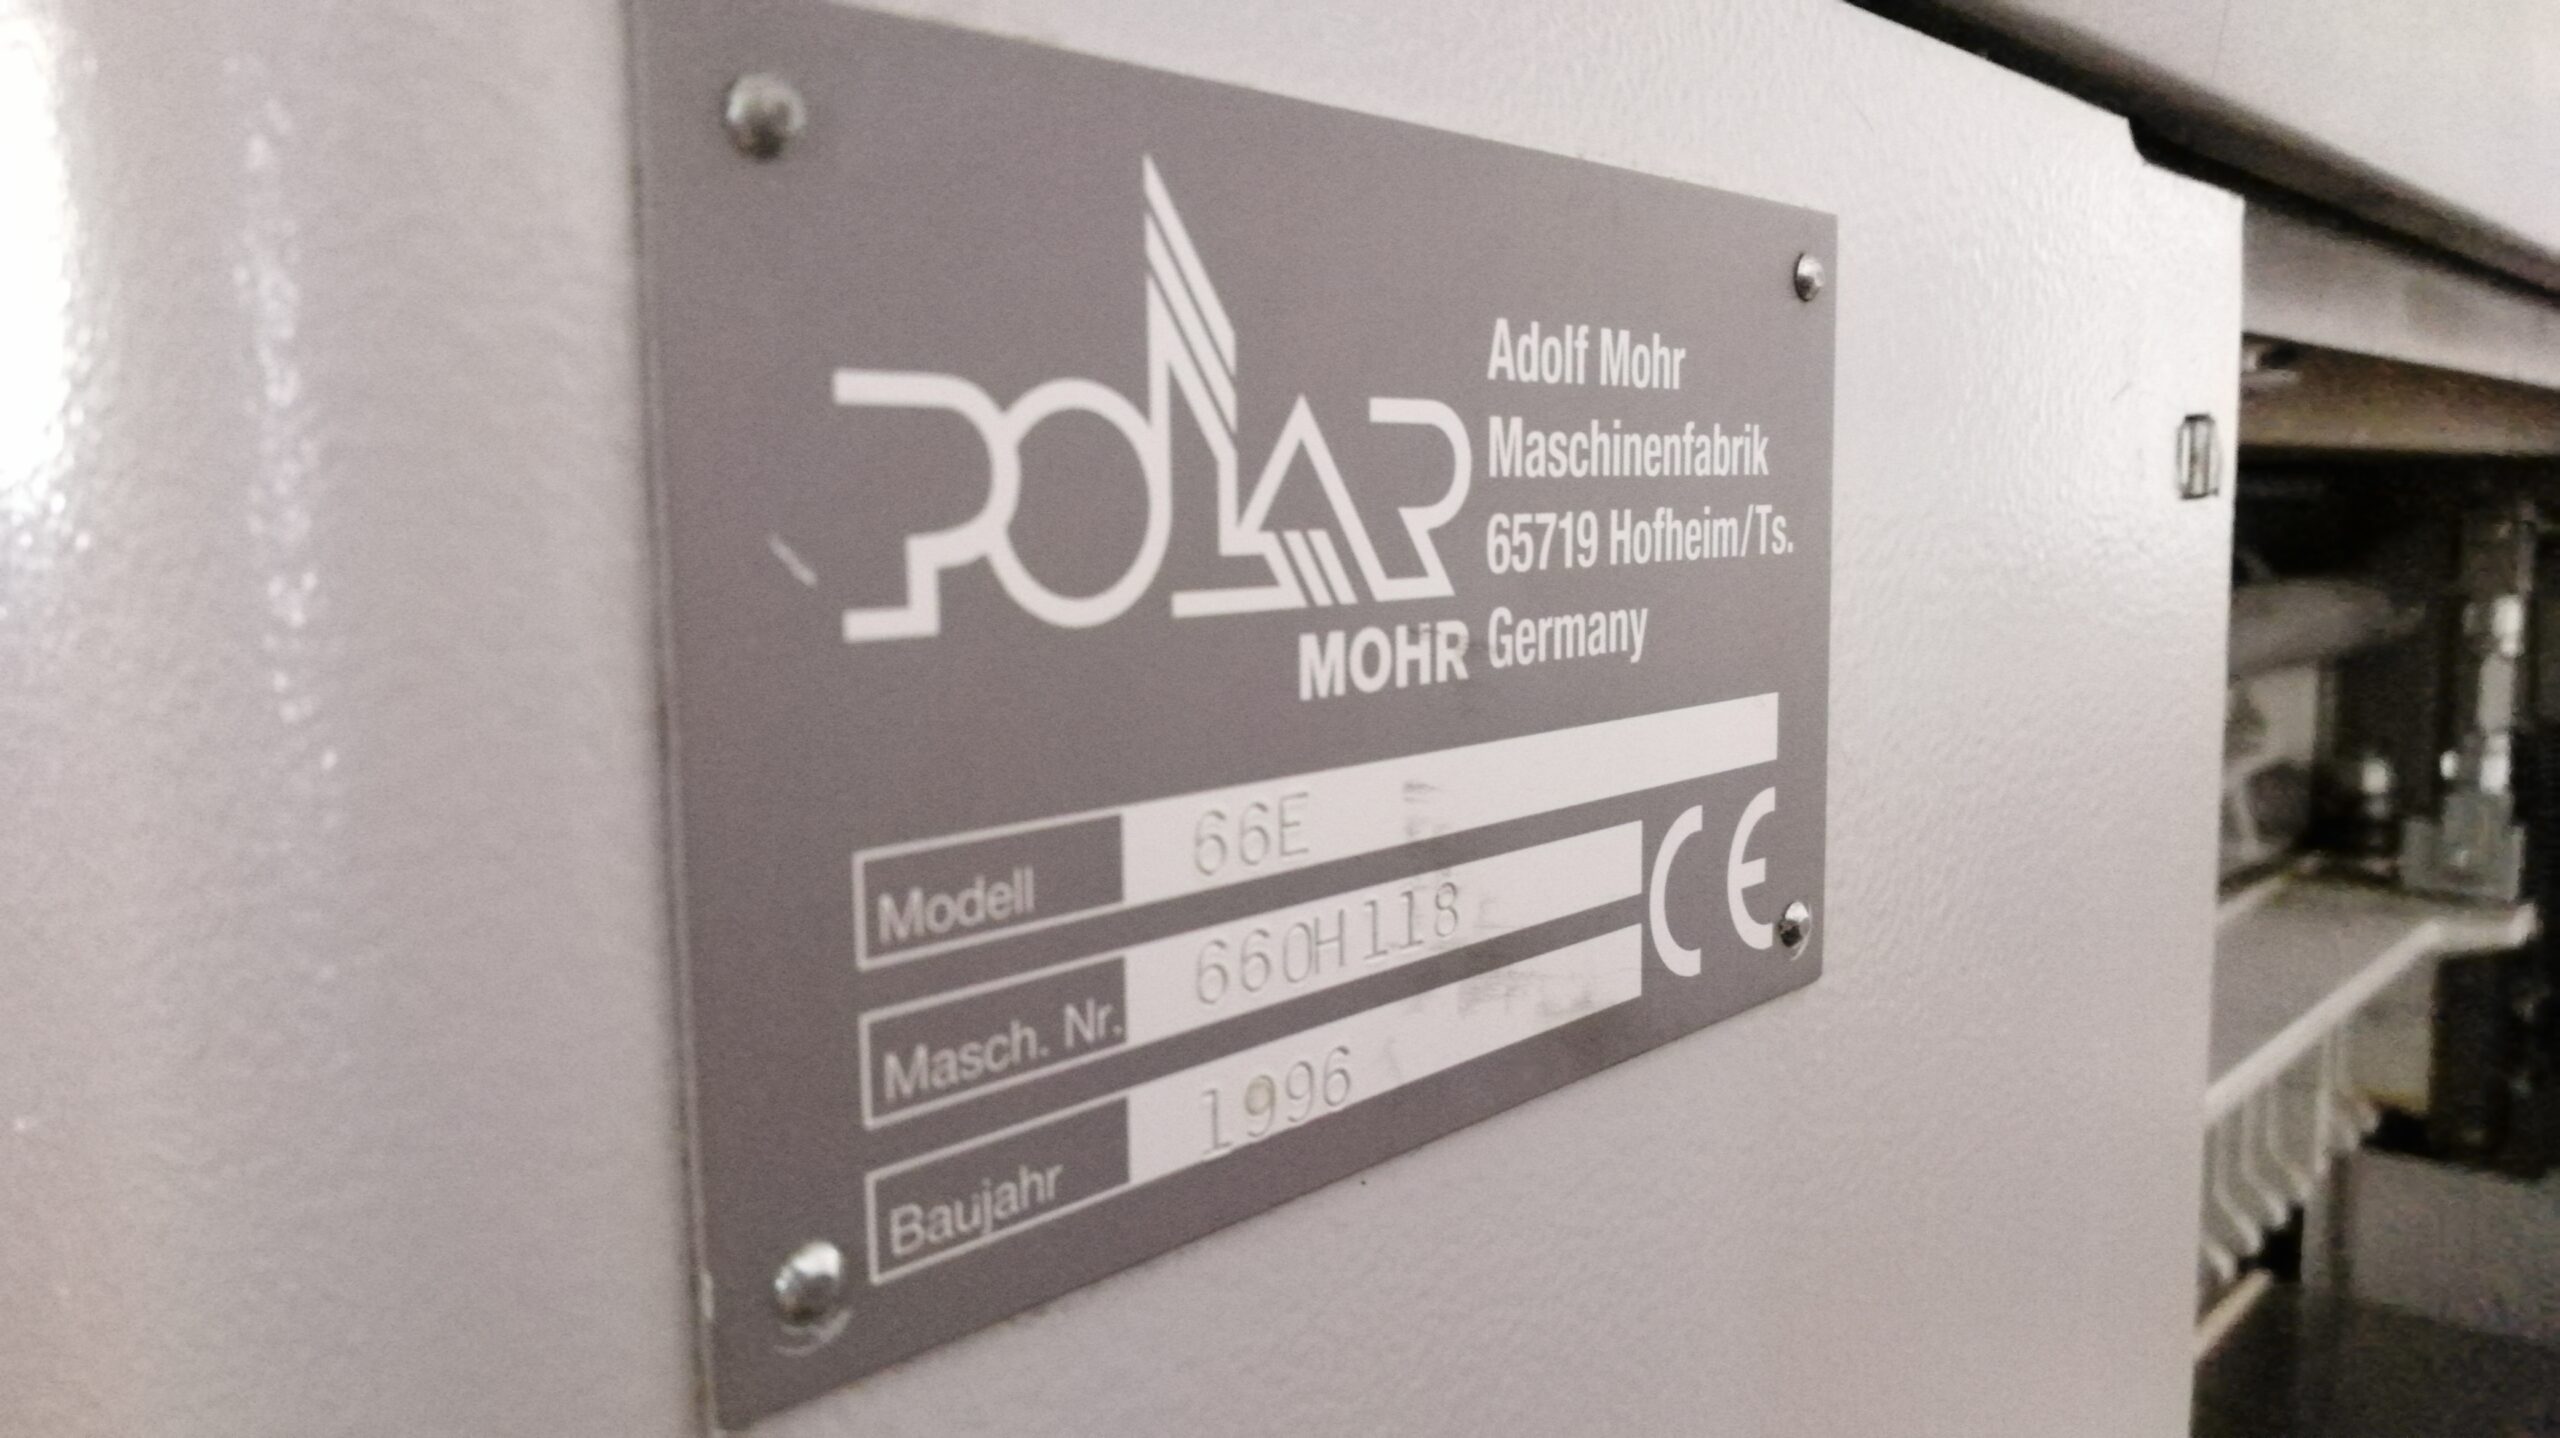 POLAR
MOHR
Adolf Mohr
Maschinenfabrik
65719 Hofheim/Ts.
Germany
Modell 66E
Masch. Nr. 660H118
Baujahr 1996
CE